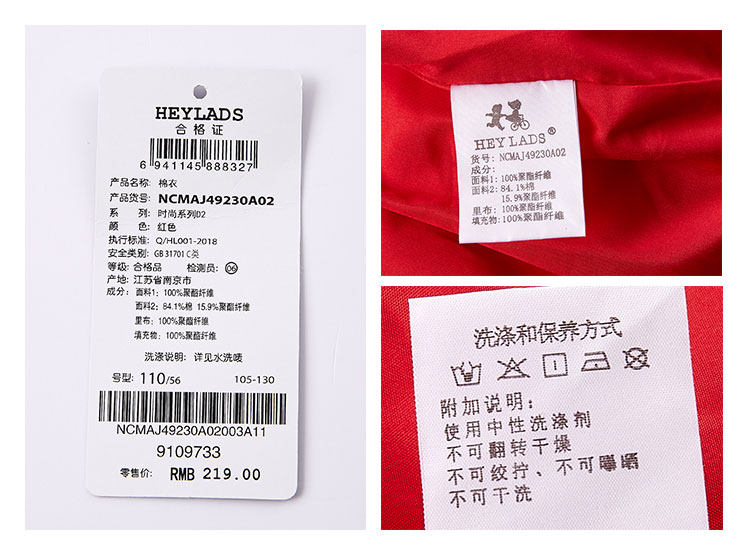 HEYLADS
合格证
6 941145 888327
产品名称: 棉衣
产品货号: NCMAJ49230A02
系 列: 时尚系列D2
颜 色: 红色
执行标准: Q/HL001-2018
安全类别: GB 31701 C类
等级: 合格品 检测员: 06
产地: 江苏省南京市
成分: 面料1: 100%聚酯纤维
面料2: 84.1%棉 15.9%聚酯纤维
里布: 100%聚酯纤维
填充物: 100%聚酯纤维
洗涤说明: 详见水洗唛
号型: 110/56 105-130
NCMAJ49230A02003A11
9109733
零售价: RMB 219.00
HEYLADS®
货号: NCMAJ49230A02
成分:
面料1: 100%聚酯纤维
面料2: 84.1%棉
15.9%聚酯纤维
里布: 100%聚酯纤维
填充物: 100%聚酯纤维
洗涤和保养方式
附加说明:
使用中性洗涤剂
不可翻转干燥
不可绞拧、不可曝晒
不可干洗